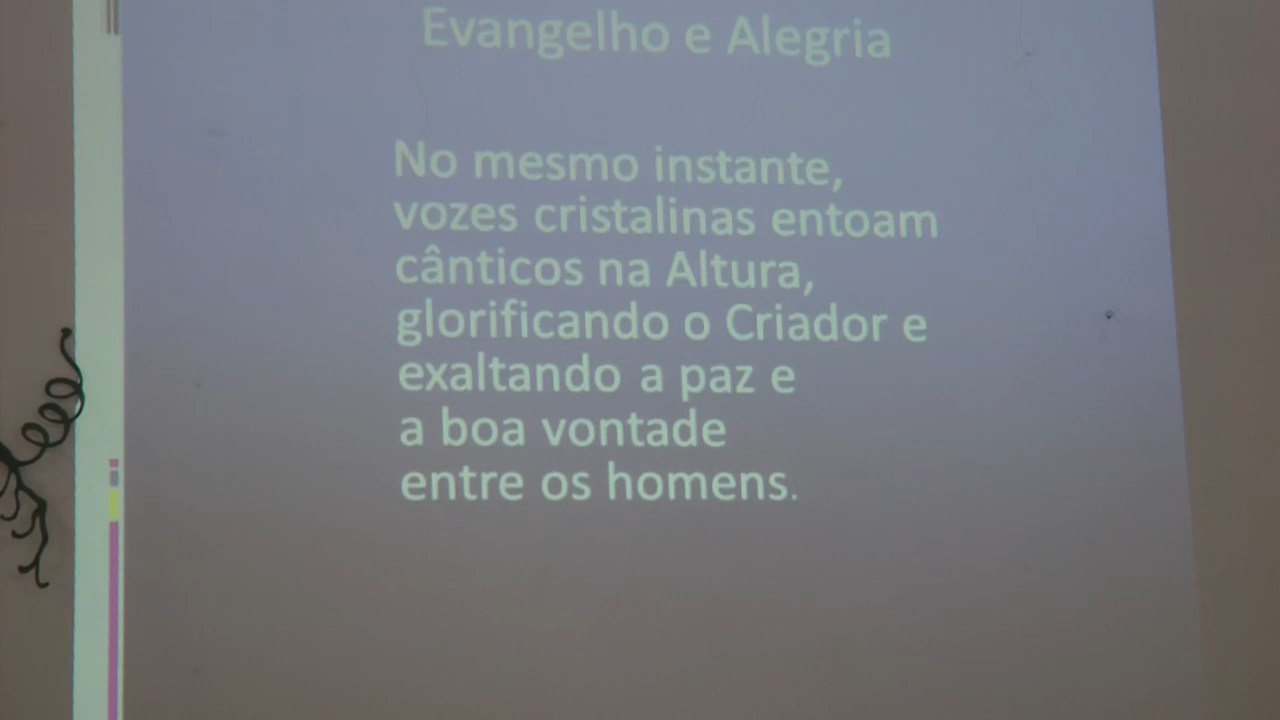 Evangelho e Alegria
No mesmo instante,
vozes cristalinas entoam
cânticos na Altura,
glorificando o Criador e
exaltando a paz e
a boa vontade
entre os homens.